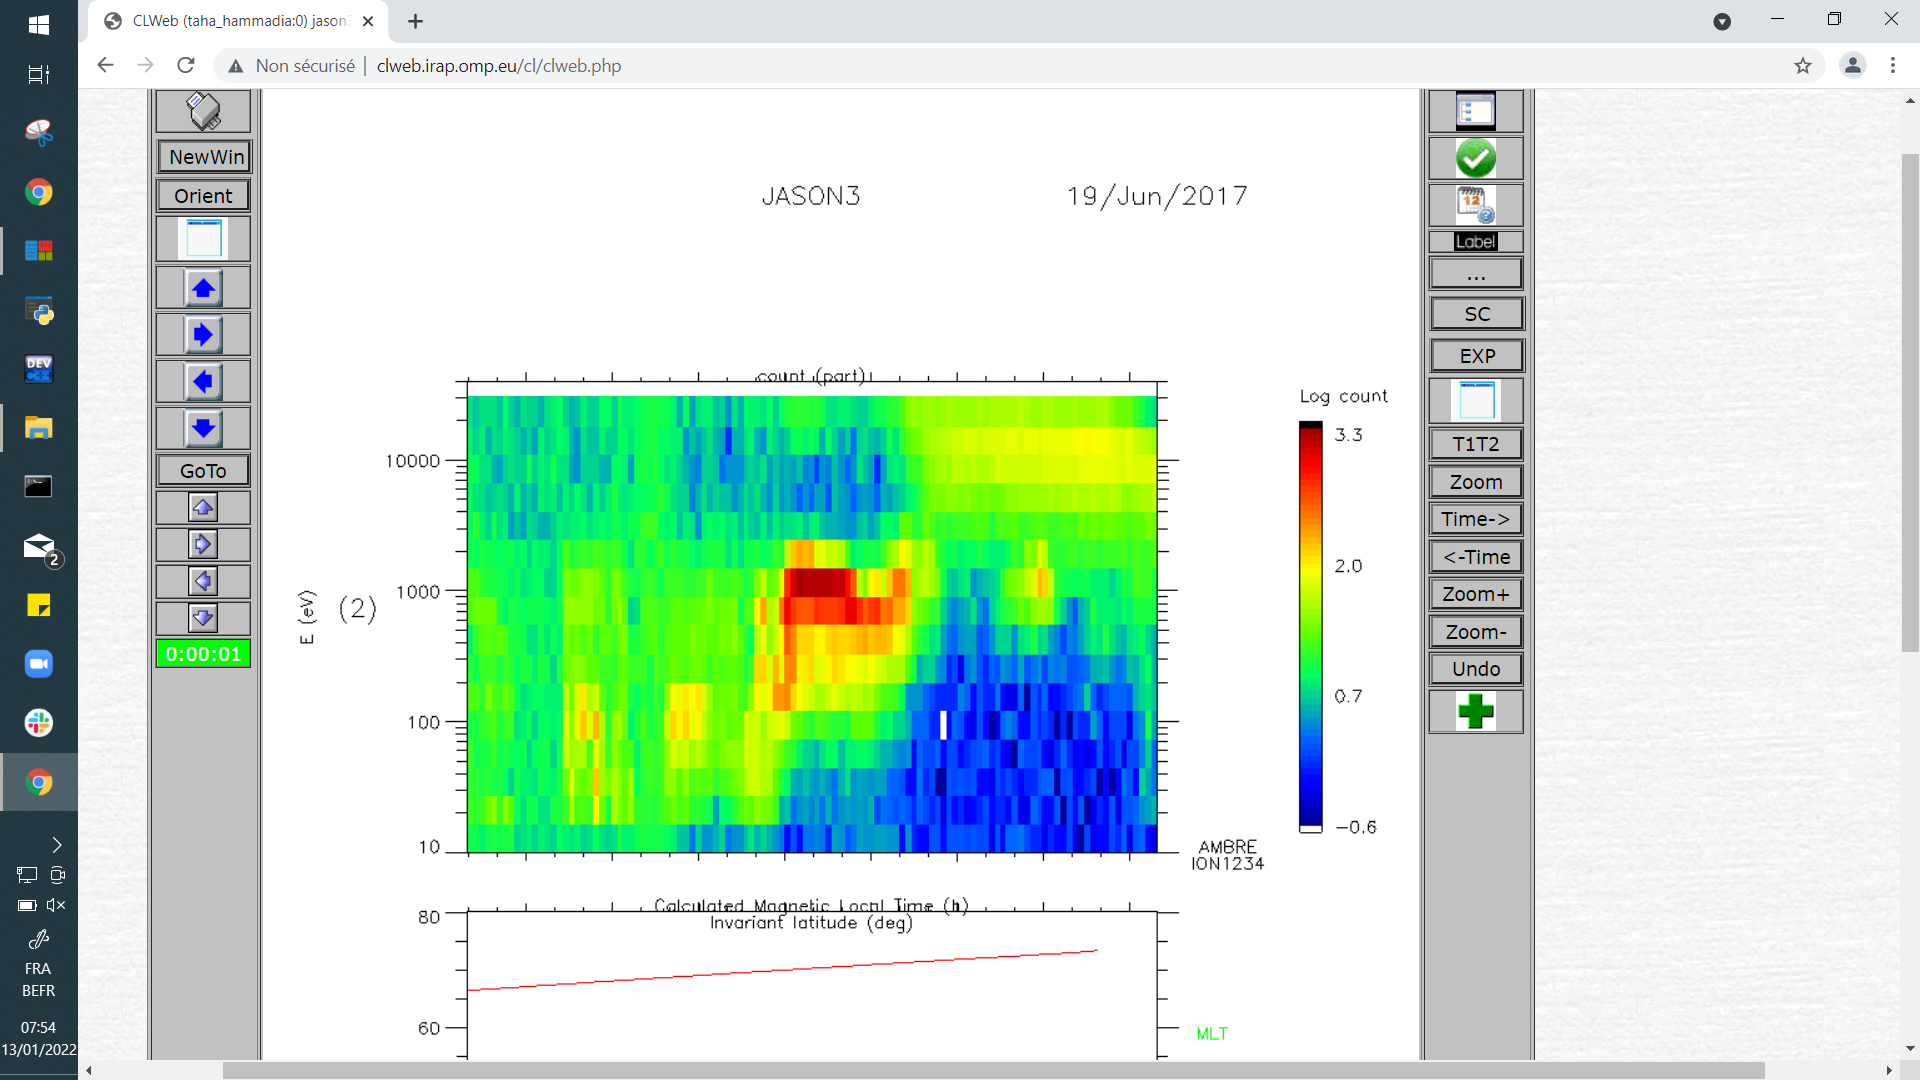 CLWeb (taha_hammadia:0) jason3
Non sécurisé | clweb.irap.omp.eu/cl/clweb.php
NewWin
Orient
GoTo
0:00:01
JASON3 19/Jun/2017
count (part)
10000
1000
100
10
E (eV)
(2)
Log count
3.3
2.0
0.7
−0.6
AMBRE
ION1234
Calculated Magnetic Local Time (h)
Invariant latitude (deg)
80
60
MLT
12
Label
...
SC
EXP
T1T2
Zoom
Time->
<-Time
Zoom+
Zoom-
Undo
DEV
C++
2
FRA
BEFR
07:54
13/01/2022